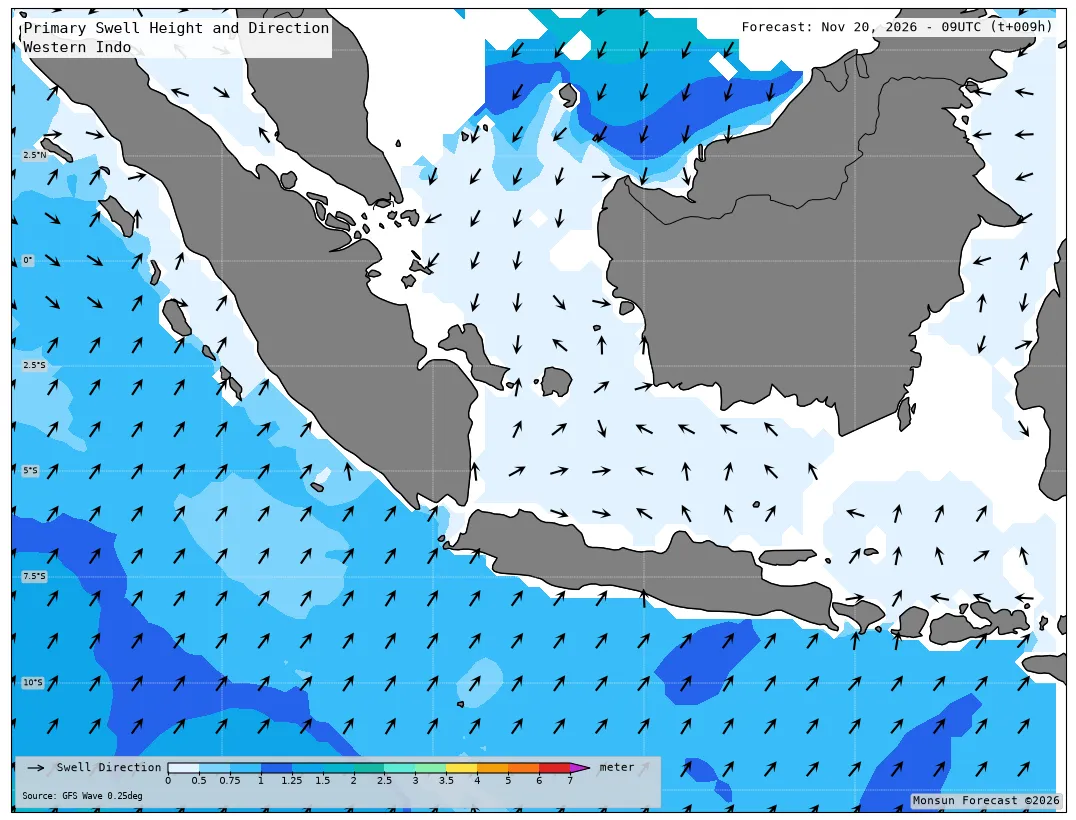 Primary Swell Height and Direction
Western Indo
Forecast: Nov 20, 2026 - 09UTC (t+009h)
2.5°N
0°
2.5°S
5°S
7.5°S
10°S
Swell Direction
0 0.5 0.75 1 1.25 1.5 2 2.5 3 3.5 4 5 6 7
meter
Source: GFS Wave 0.25deg
Monsun Forecast ©2026